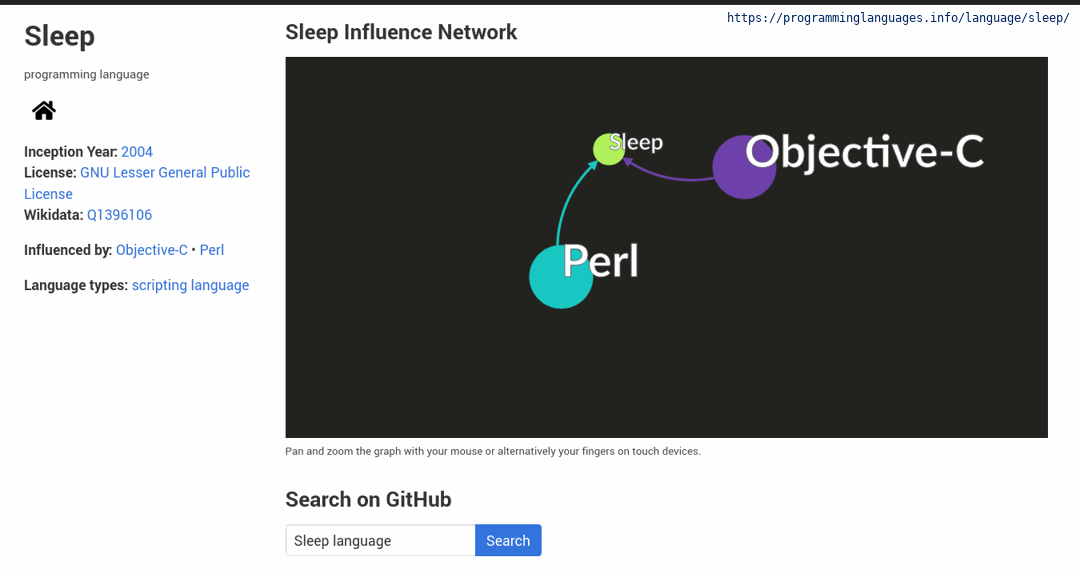 https://programminglanguages.info/language/sleep/
Sleep
programming language
Inception Year: 2004
License: GNU Lesser General Public
License
Wikidata: Q1396106
Influenced by: Objective-C • Perl
Language types: scripting language
Sleep Influence Network
Sleep
Objective-C
Perl
Pan and zoom the graph with your mouse or alternatively your fingers on touch devices.
Search on GitHub
Sleep language
Search